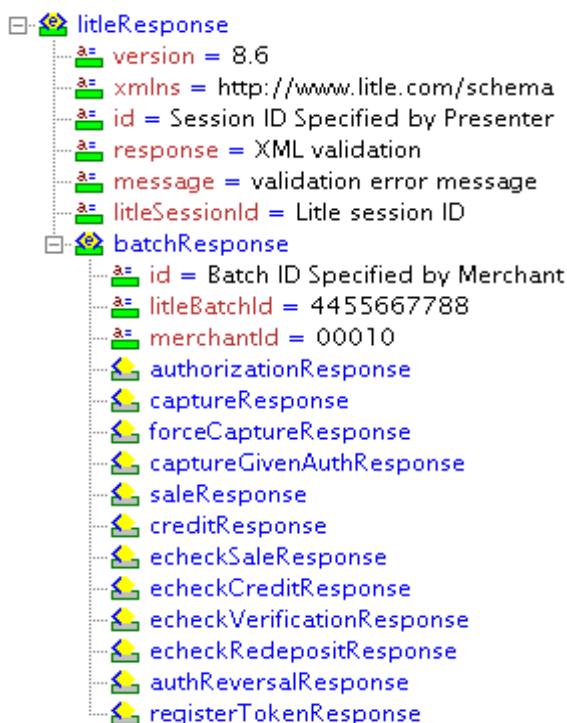 litleResponse
a= version = 8.6
a= xmlns = http://www.litle.com/schema
a= id = Session ID Specified by Presenter
a= response = XML validation
a= message = validation error message
a= litleSessionId = Litle session ID
batchResponse
a= id = Batch ID Specified by Merchant
a= litleBatchId = 4455667788
a= merchantId = 00010
authorizationResponse
captureResponse
forceCaptureResponse
captureGivenAuthResponse
saleResponse
creditResponse
echeckSaleResponse
echeckCreditResponse
echeckVerificationResponse
echeckRedepositResponse
authReversalResponse
registerTokenResponse